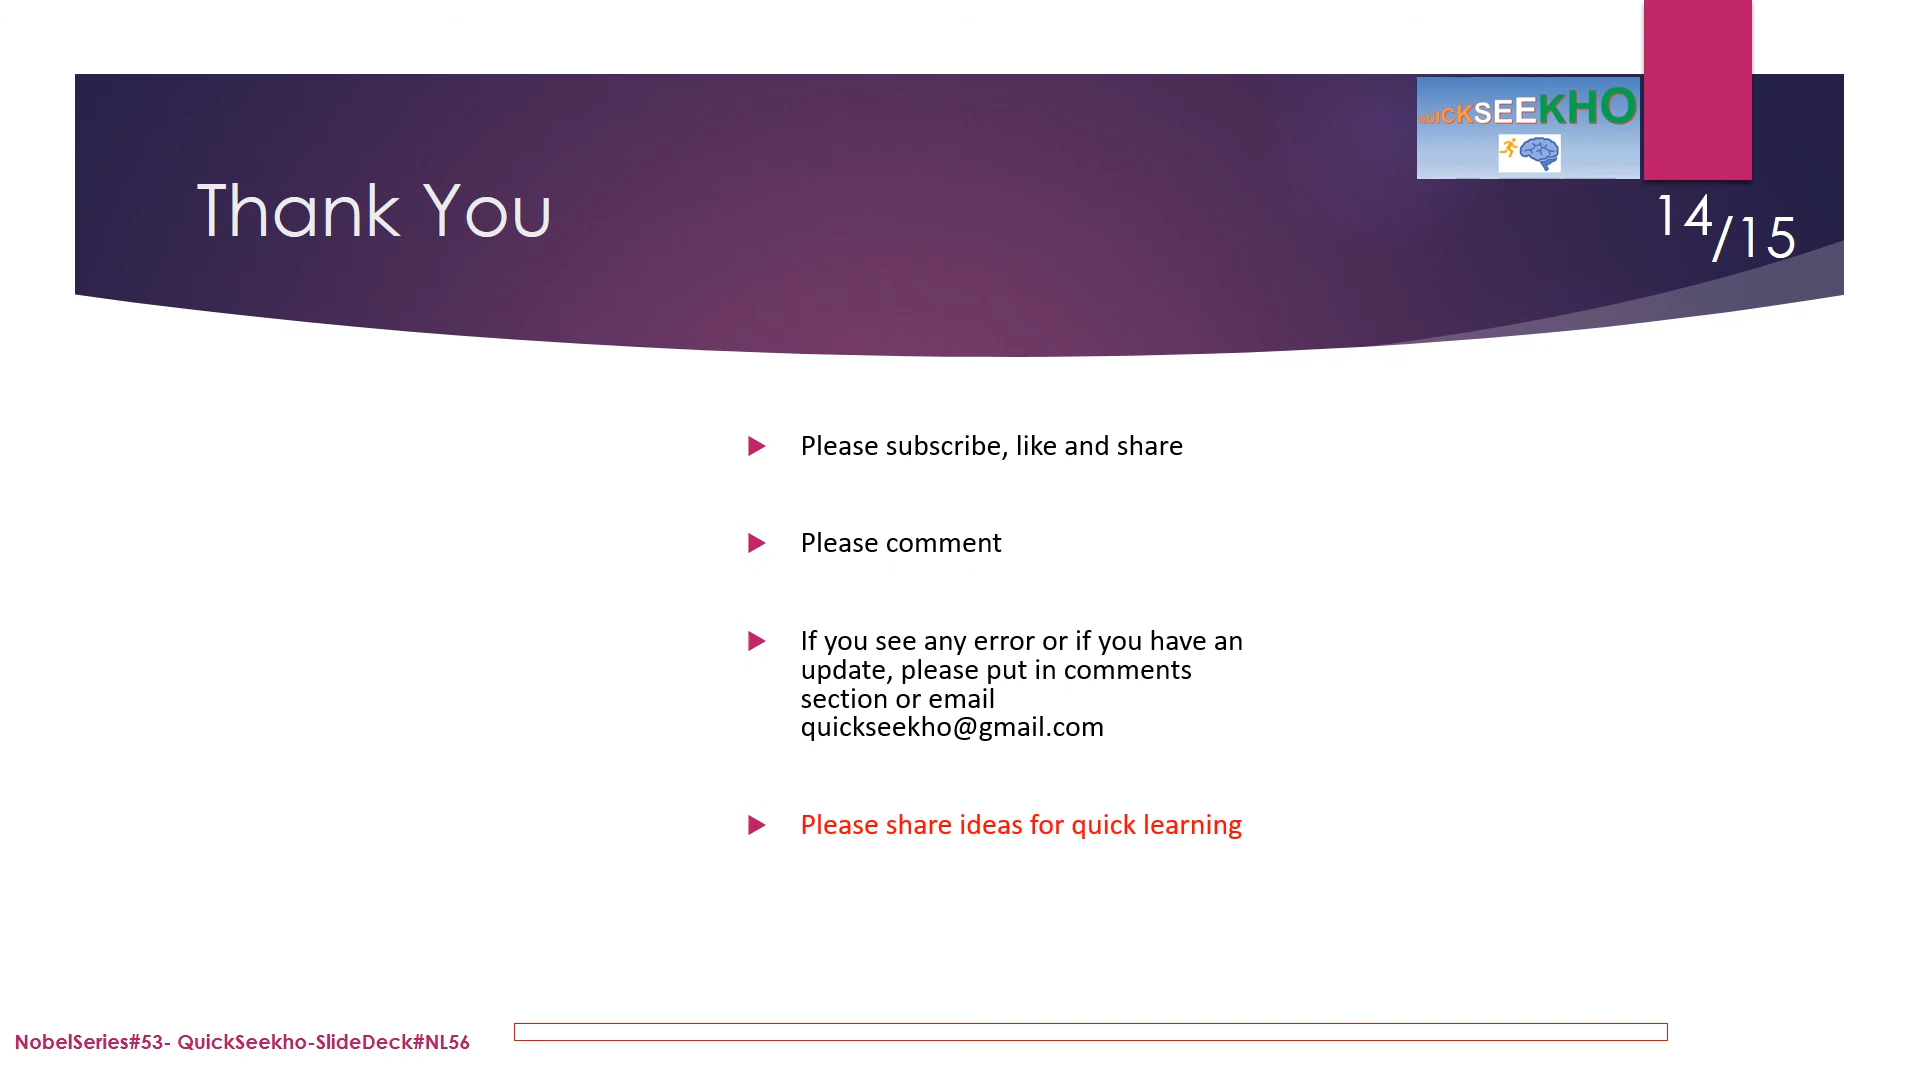 QUICKSEEKHO
Thank You
14/15
Please subscribe, like and share
Please comment
If you see any error or if you have an
update, please put in comments
section or email
quickseekho@gmail.com
Please share ideas for quick learning
NobelSeries#53- QuickSeekho-SlideDeck#NL56